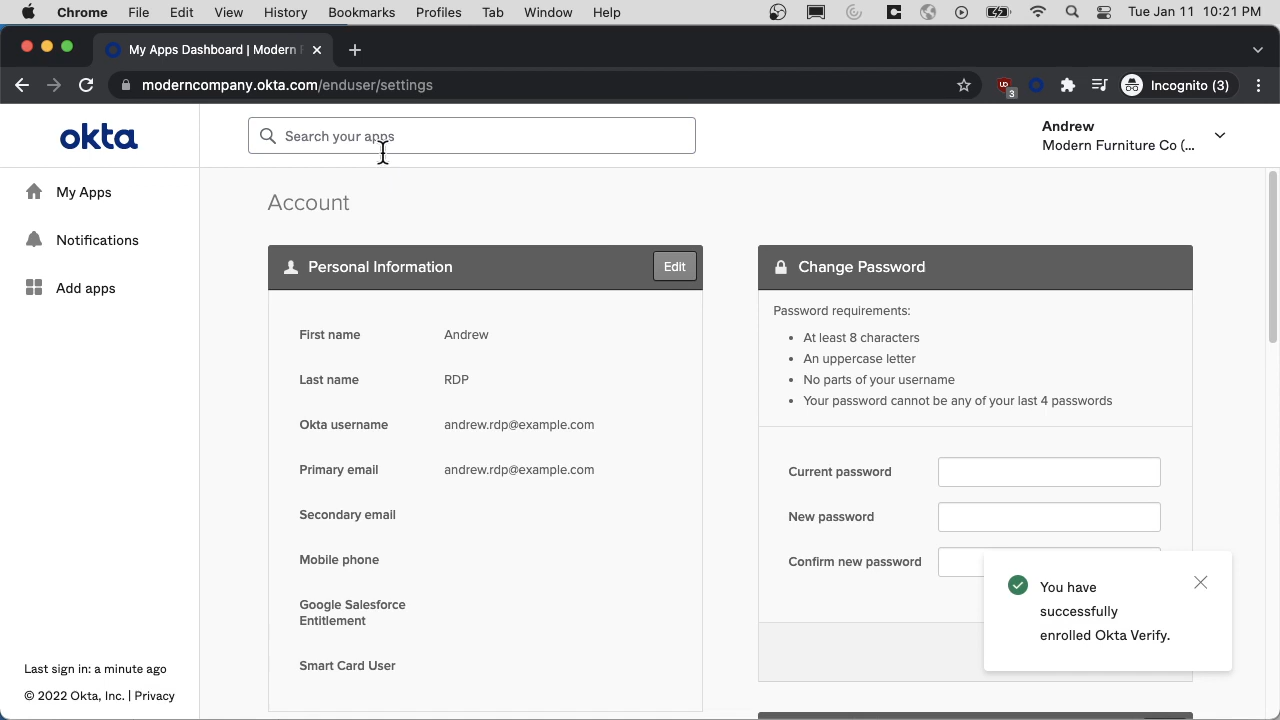 Chrome File Edit View History Bookmarks Profiles Tab Window Help Tue Jan 11 10:21 PM
My Apps Dashboard | Modern
moderncompany.okta.com/enduser/settings
3
Incognito (3)
okta
Search your apps
Andrew
Modern Furniture Co (...
My Apps
Notifications
Add apps
Account
Personal Information
Edit
First name Andrew
Last name RDP
Okta username andrew.rdp@example.com
Primary email andrew.rdp@example.com
Secondary email
Mobile phone
Google Salesforce
Entitlement
Smart Card User
Change Password
Password requirements:
• At least 8 characters
• An uppercase letter
• No parts of your username
• Your password cannot be any of your last 4 passwords
Current password
New password
Confirm new password
You have
successfully
enrolled Okta Verify.
Last sign in: a minute ago
© 2022 Okta, Inc. | Privacy